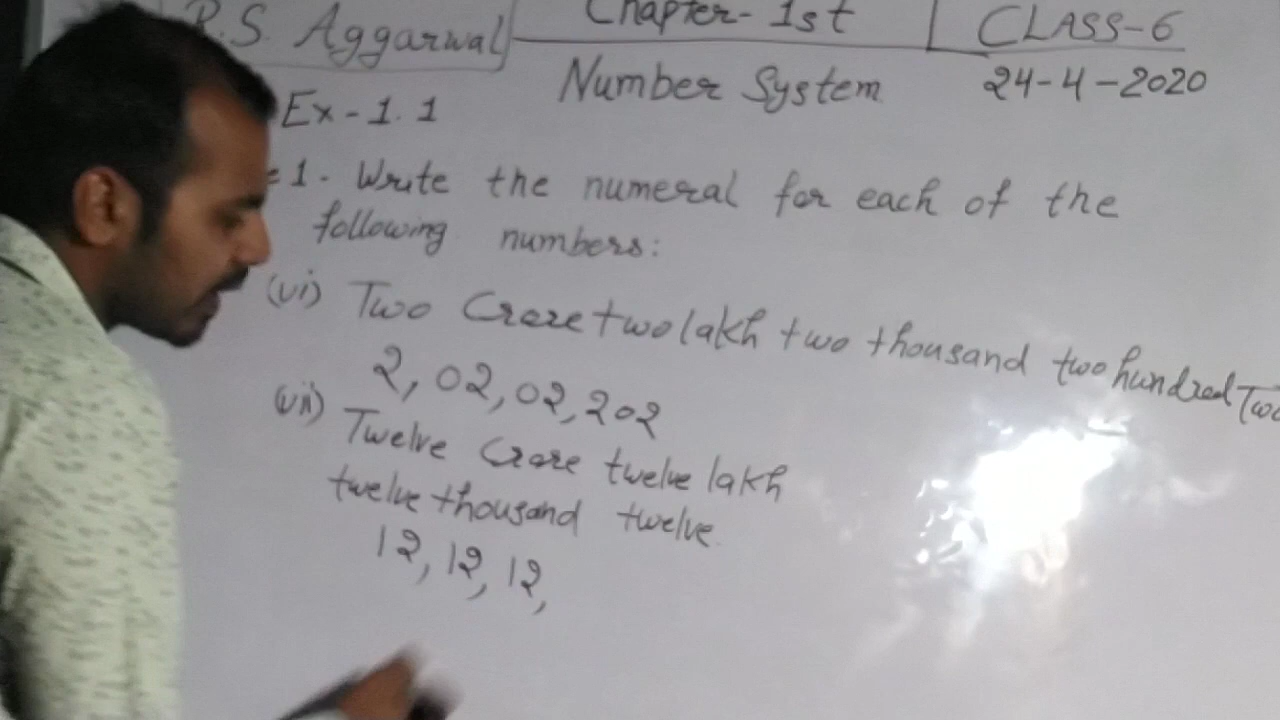 R.S. Aggarwal
Chapter- 1st
CLASS-6
Number System
24-4-2020
Ex-1.1
1. Write the numeral for each of the
following numbers:
(vi) Two Crore two lakh two thousand two hundred Two
2,02,02,202
(vii) Twelve Crore twelve lakh
twelve thousand twelve.
12,12,12,